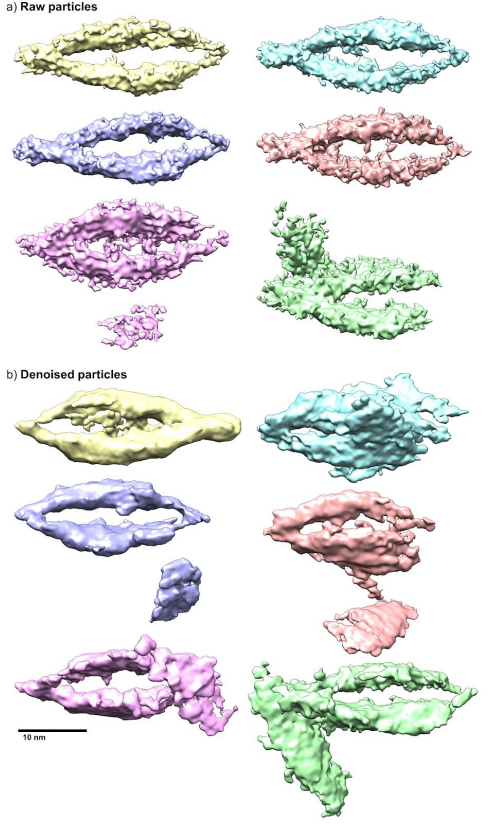 a) Raw particles
b) Denoised particles
10 nm